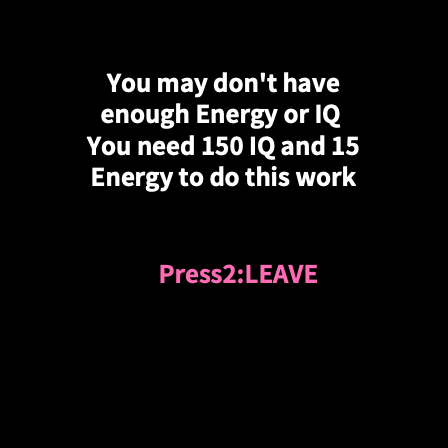 You may don't have
enough Energy or IQ
You need 150 IQ and 15
Energy to do this work
Press2:LEAVE